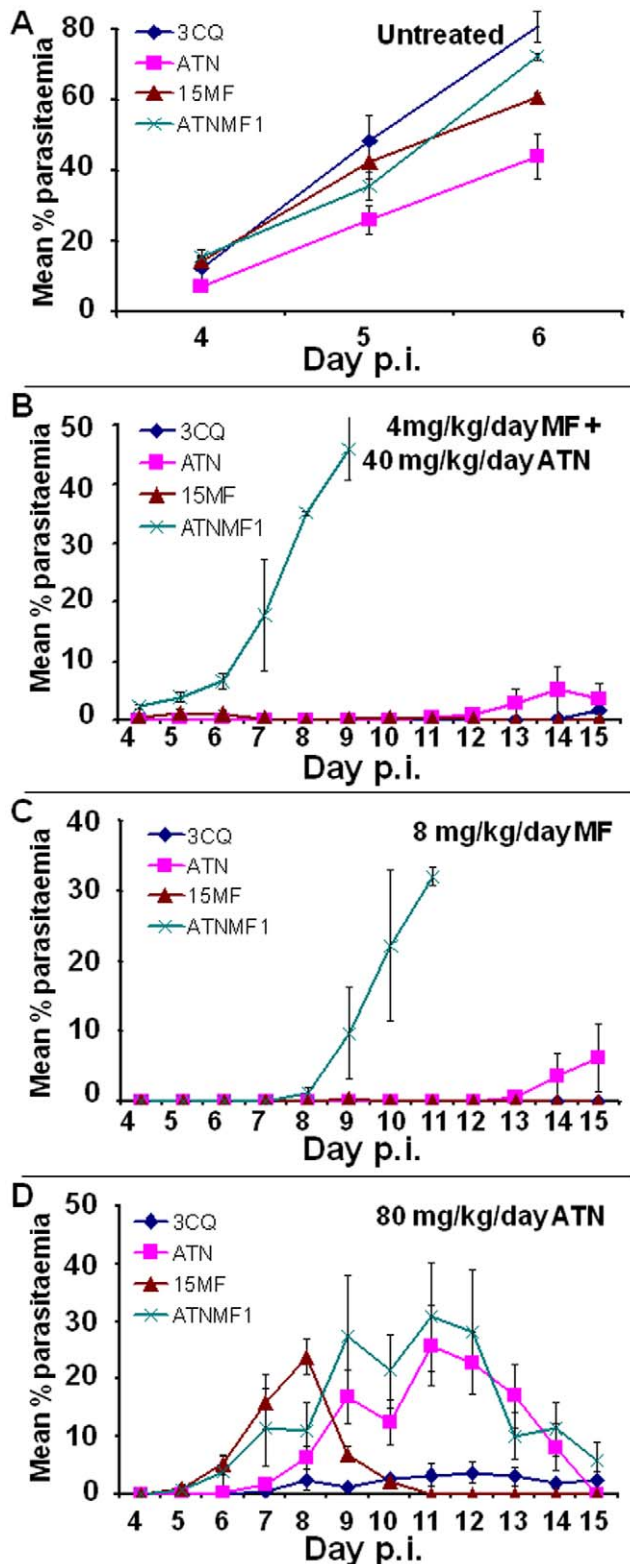 A
Untreated
3CQ
ATN
15MF
ATNMF1
Mean % parasitaemia
80
60
40
20
0
4 5 6
Day p.i.
B
4mg/kg/day MF +
40 mg/kg/day ATN
3CQ
ATN
15MF
ATNMF1
Mean % parasitaemia
50
40
30
20
10
0
4 5 6 7 8 9 10 11 12 13 14 15
Day p.i.
C
8 mg/kg/day MF
3CQ
ATN
15MF
ATNMF1
Mean % parasitaemia
40
30
20
10
0
4 5 6 7 8 9 10 11 12 13 14 15
Day p.i.
D
80 mg/kg/day ATN
3CQ
ATN
15MF
ATNMF1
Mean % parasitaemia
50
40
30
20
10
0
4 5 6 7 8 9 10 11 12 13 14 15
Day p.i.